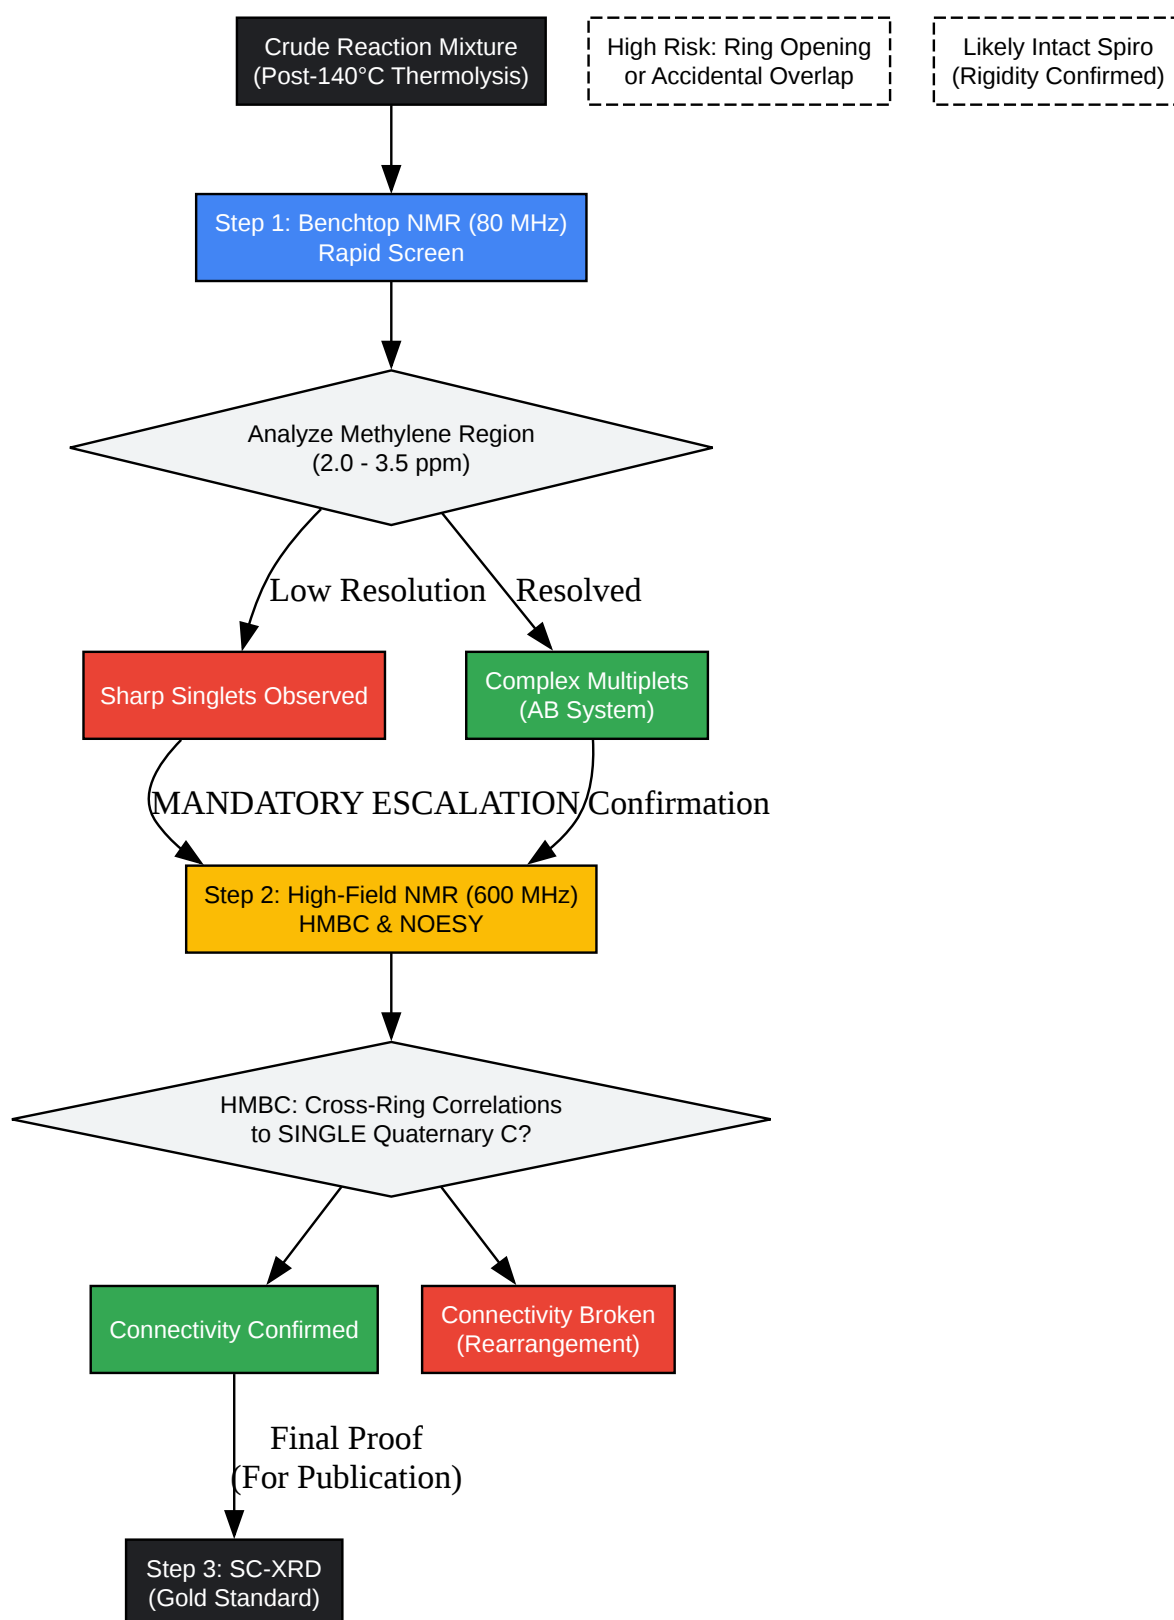 Crude Reaction Mixture
(Post-140°C Thermolysis)
High Risk: Ring Opening
or Accidental Overlap
Likely Intact Spiro
(Rigidity Confirmed)
Step 1: Benchtop NMR (80 MHz)
Rapid Screen
Analyze Methylene Region
(2.0 - 3.5 ppm)
Low Resolution
Resolved
Sharp Singlets Observed
Complex Multiplets
(AB System)
MANDATORY ESCALATION
Confirmation
Step 2: High-Field NMR (600 MHz)
HMBC & NOESY
HMBC: Cross-Ring Correlations
to SINGLE Quaternary C?
Connectivity Confirmed
Connectivity Broken
(Rearrangement)
Final Proof
(For Publication)
Step 3: SC-XRD
(Gold Standard)